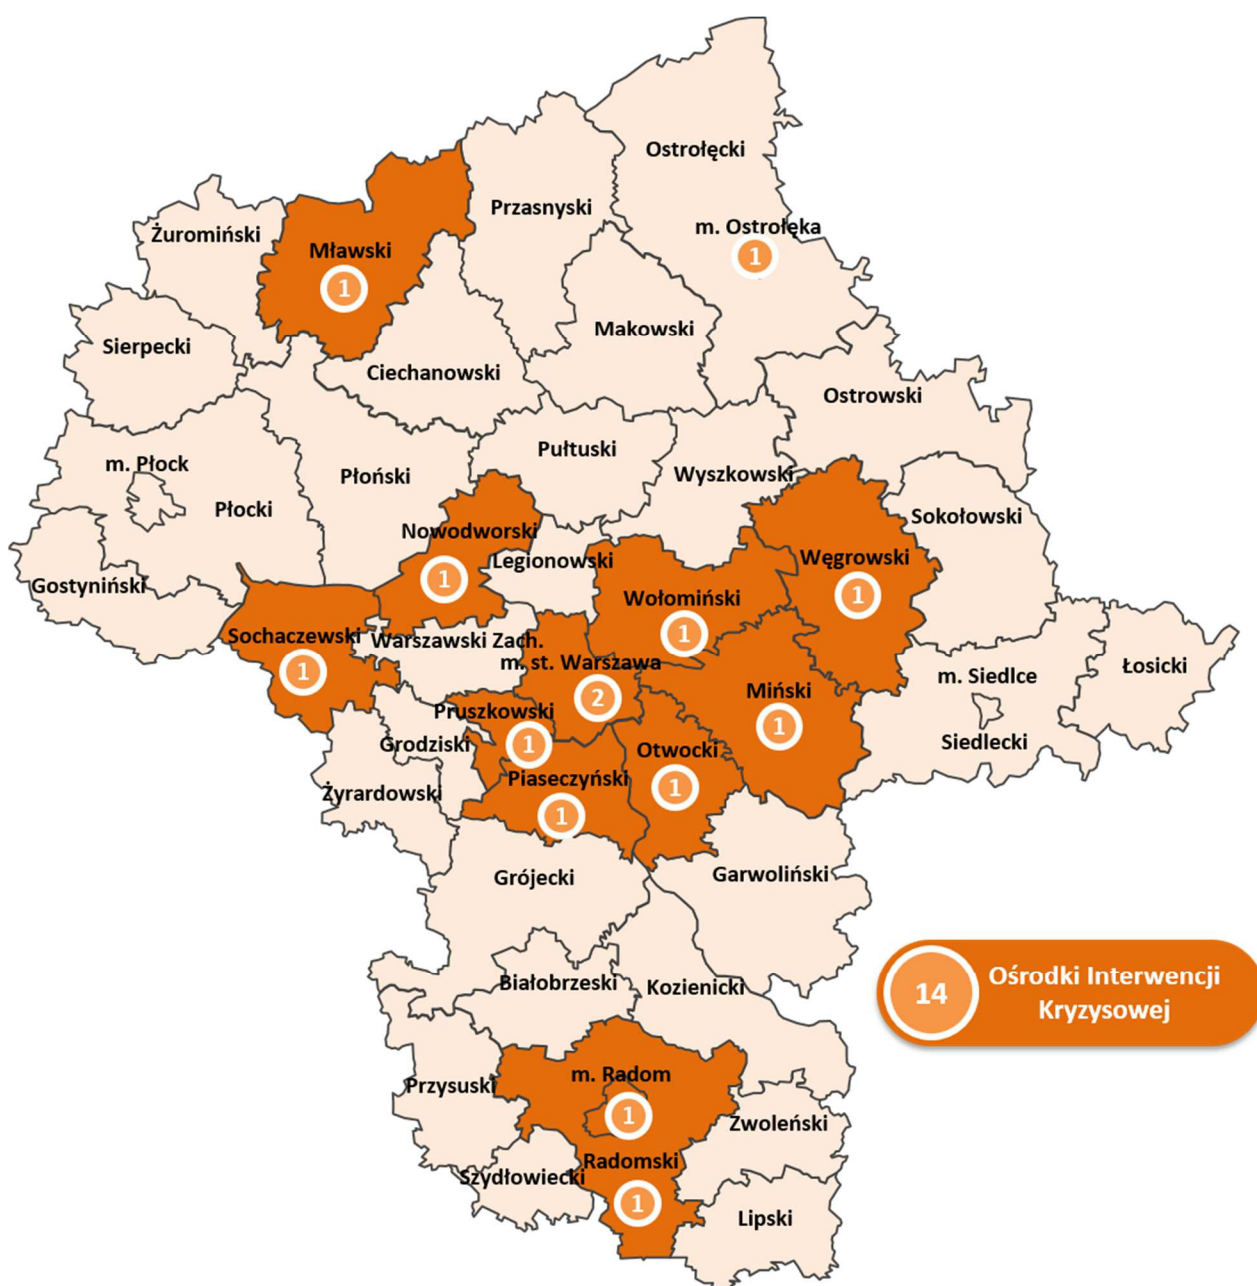 Ostrołęcki
Przasnyski
m. Ostrołęka
1
Żuromiński
Mławski
1
Makowski
Sierpecki
Ciechanowski
Ostrowski
Pułtuski
m. Płock
Płoński
Wyszkowski
Płocki
Sokołowski
Nowodworski
1
Legionowski
Węgrowski
1
Gostyniński
Wołomiński
1
Sochaczewski
1
Warszawski Zach.
m. st. Warszawa
2
Łosicki
m. Siedlce
Miński
1
Pruszkowski
1
Grodziski
Siedlecki
Otwocki
1
Piaseczyński
1
Żyrardowski
Grójecki
Garwoliński
Białobrzeski
Kozienicki
14
Ośrodki Interwencji
Kryzysowej
m. Radom
1
Przysuski
Zwoleński
Radomski
1
Szydłowiecki
Lipski